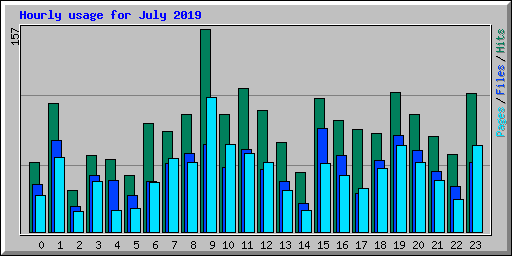 Hourly usage for July 2019
157
Pages / Files / Hits
0 1 2 3 4 5 6 7 8 9 10 11 12 13 14 15 16 17 18 19 20 21 22 23